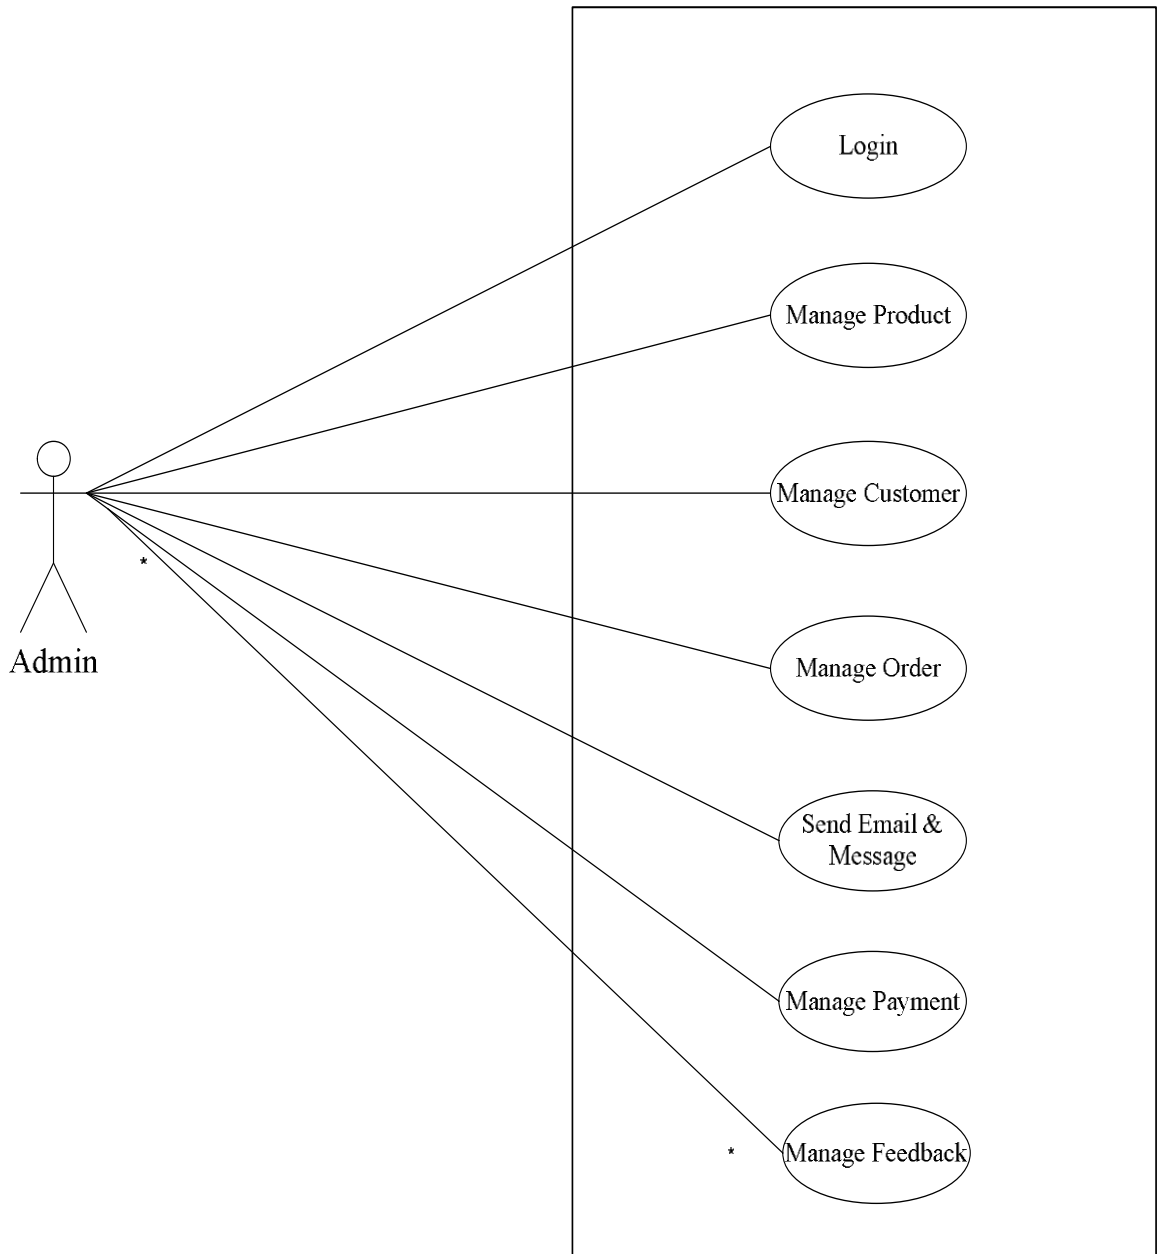 Login
Manage Product
Manage Customer
*
Admin
Manage Order
Send Email &
Message
Manage Payment
*
Manage Feedback